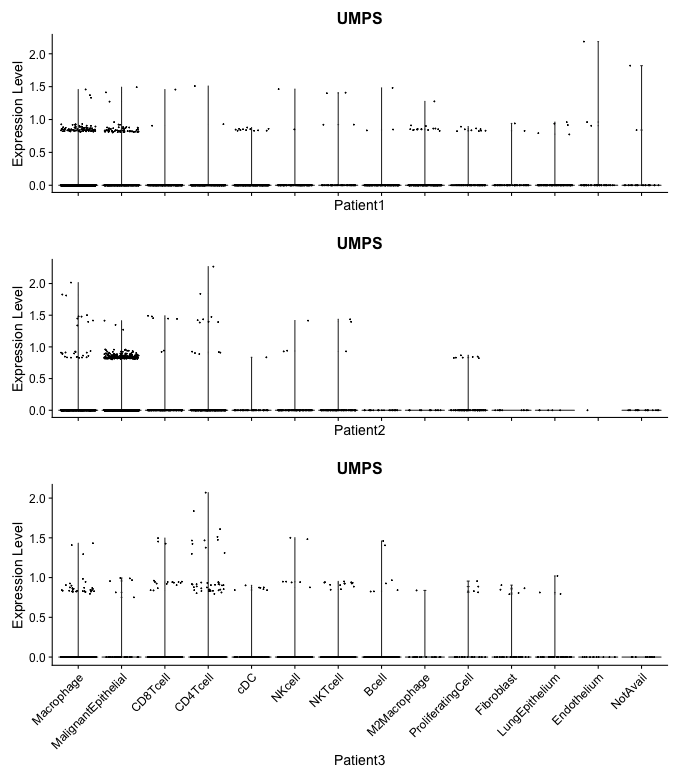 UMPS
Expression Level
2.0
1.5
1.0
0.5
0.0
Patient1
UMPS
Expression Level
2.0
1.5
1.0
0.5
0.0
Patient2
UMPS
Expression Level
2.0
1.5
1.0
0.5
0.0
Macrophage
MalignantEpithelial
CD8Tcell
CD4Tcell
cDC
NKcell
NKTcell
Bcell
M2Macrophage
ProliferatingCell
Fibroblast
LungEpithelium
Endothelium
NotAvail
Patient3